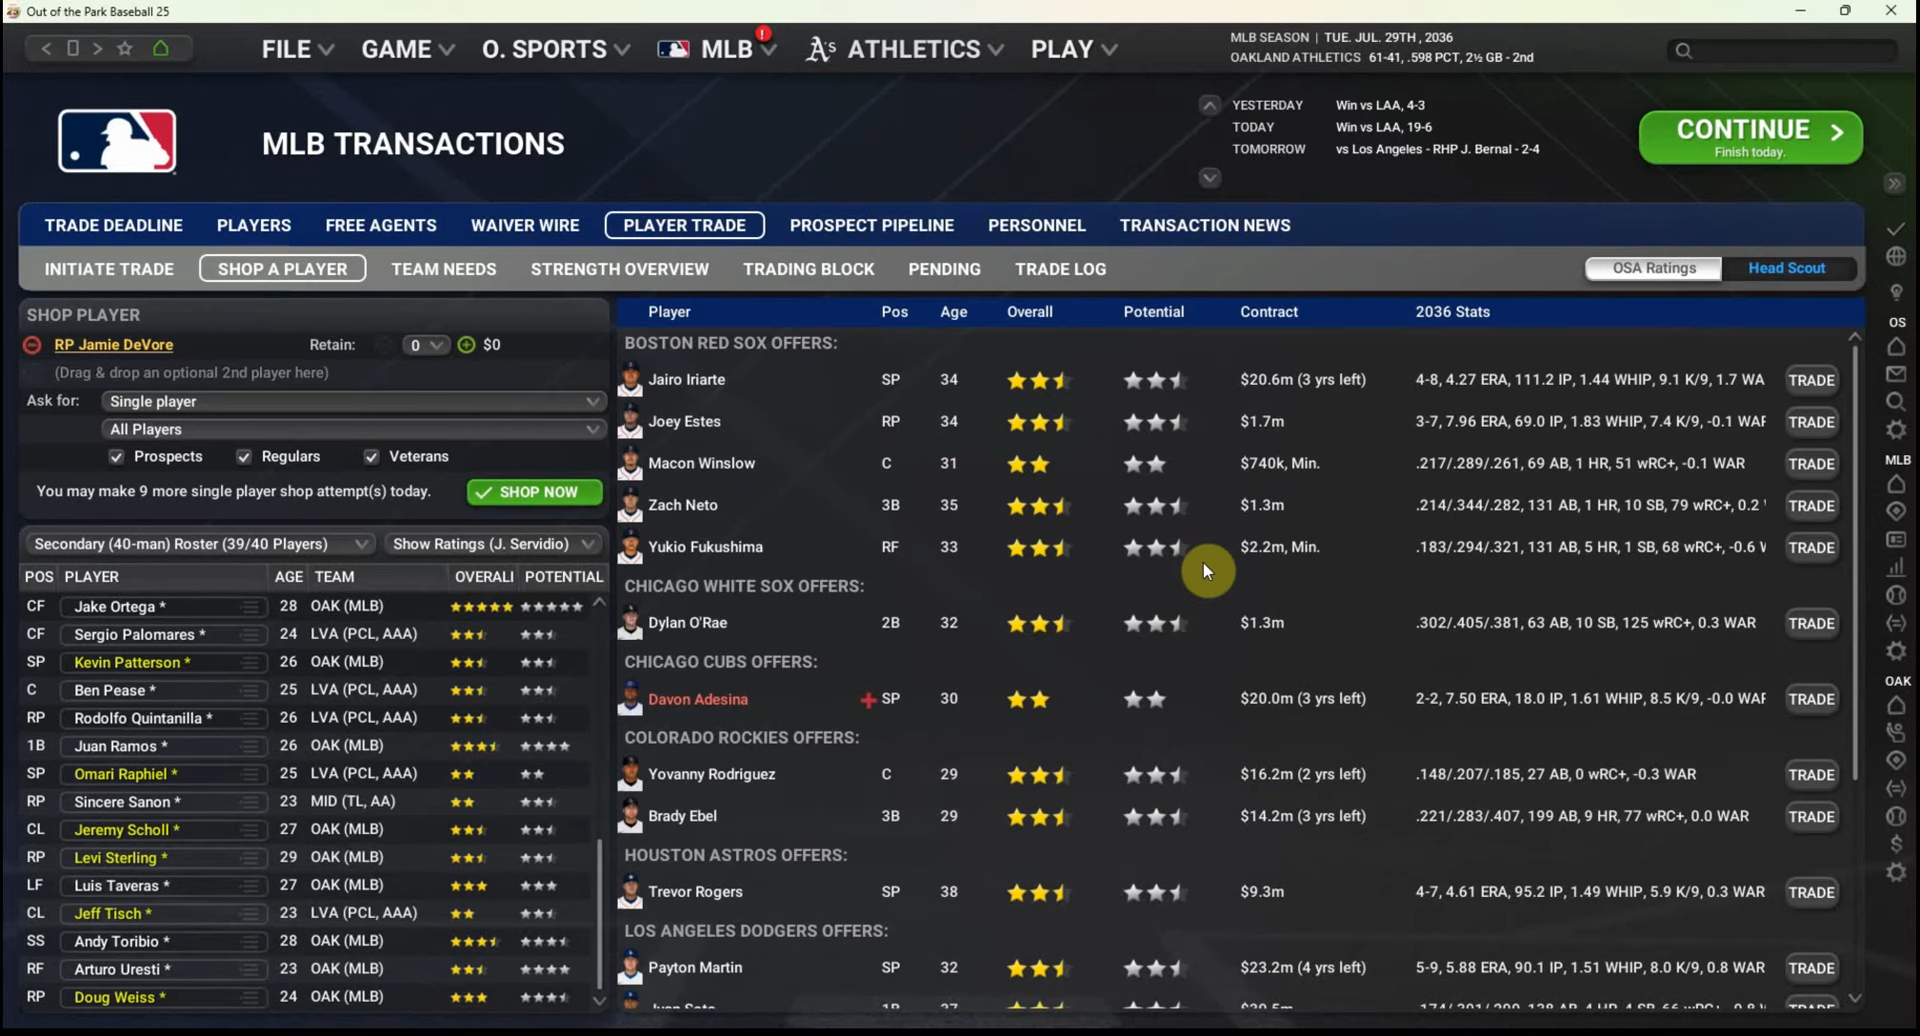 Out of the Park Baseball 25
FILE GAME O. SPORTS MLB ! A's ATHLETICS PLAY
MLB SEASON | TUE. JUL. 29TH , 2036
OAKLAND ATHLETICS 61-41, .598 PCT, 2½ GB - 2nd
MLB TRANSACTIONS
YESTERDAY Win vs LAA, 4-3
TODAY Win vs LAA, 19-6
TOMORROW vs Los Angeles - RHP J. Bernal - 2-4
CONTINUE
Finish today.
TRADE DEADLINE PLAYERS FREE AGENTS WAIVER WIRE PLAYER TRADE PROSPECT PIPELINE PERSONNEL TRANSACTION NEWS
INITIATE TRADE SHOP A PLAYER TEAM NEEDS STRENGTH OVERVIEW TRADING BLOCK PENDING TRADE LOG OSA Ratings Head Scout
SHOP PLAYER
RP Jamie DeVore Retain: 0 $0
(Drag & drop an optional 2nd player here)
Ask for: Single player
All Players
Prospects Regulars Veterans
You may make 9 more single player shop attempt(s) today. SHOP NOW
Secondary (40-man) Roster (39/40 Players) Show Ratings (J. Servidio)
POS PLAYER AGE TEAM OVERALI POTENTIAL
CF Jake Ortega * 28 OAK (MLB)
CF Sergio Palomares * 24 LVA (PCL, AAA)
SP Kevin Patterson * 26 OAK (MLB)
C Ben Pease * 25 LVA (PCL, AAA)
RP Rodolfo Quintanilla * 26 LVA (PCL, AAA)
1B Juan Ramos * 26 OAK (MLB)
SP Omari Raphiel * 25 LVA (PCL, AAA)
RP Sincere Sanon * 23 MID (TL, AA)
CL Jeremy Scholl * 27 OAK (MLB)
RP Levi Sterling * 29 OAK (MLB)
LF Luis Taveras * 27 OAK (MLB)
CL Jeff Tisch * 23 LVA (PCL, AAA)
SS Andy Toribio * 28 OAK (MLB)
RF Arturo Uresti * 23 OAK (MLB)
RP Doug Weiss * 24 OAK (MLB)
Player Pos Age Overall Potential Contract 2036 Stats
BOSTON RED SOX OFFERS:
Jairo Iriarte SP 34 $20.6m (3 yrs left) 4-8, 4.27 ERA, 111.2 IP, 1.44 WHIP, 9.1 K/9, 1.7 WA TRADE
Joey Estes RP 34 $1.7m 3-7, 7.96 ERA, 69.0 IP, 1.83 WHIP, 7.4 K/9, -0.1 WAR TRADE
Macon Winslow C 31 $740k, Min. .217/.289/.261, 69 AB, 1 HR, 51 wRC+, -0.1 WAR TRADE
Zach Neto 3B 35 $1.3m .214/.344/.282, 131 AB, 1 HR, 10 SB, 79 wRC+, 0.2 TRADE
Yukio Fukushima RF 33 $2.2m, Min. .183/.294/.321, 131 AB, 5 HR, 1 SB, 68 wRC+, -0.6 TRADE
CHICAGO WHITE SOX OFFERS:
Dylan O'Rae 2B 32 $1.3m .302/.405/.381, 63 AB, 10 SB, 125 wRC+, 0.3 WAR TRADE
CHICAGO CUBS OFFERS:
Davon Adesina SP 30 $20.0m (3 yrs left) 2-2, 7.50 ERA, 18.0 IP, 1.61 WHIP, 8.5 K/9, -0.0 WAR TRADE
COLORADO ROCKIES OFFERS:
Yovanny Rodriguez C 29 $16.2m (2 yrs left) .148/.207/.185, 27 AB, 0 wRC+, -0.3 WAR TRADE
Brady Ebel 3B 29 $14.2m (3 yrs left) .221/.283/.407, 199 AB, 9 HR, 77 wRC+, 0.0 WAR TRADE
HOUSTON ASTROS OFFERS:
Trevor Rogers SP 38 $9.3m 4-7, 4.61 ERA, 95.2 IP, 1.49 WHIP, 5.9 K/9, 0.3 WAR TRADE
LOS ANGELES DODGERS OFFERS:
Payton Martin SP 32 $23.2m (4 yrs left) 5-9, 5.88 ERA, 90.1 IP, 1.51 WHIP, 8.0 K/9, 0.8 WAR TRADE
OS
MLB
OAK